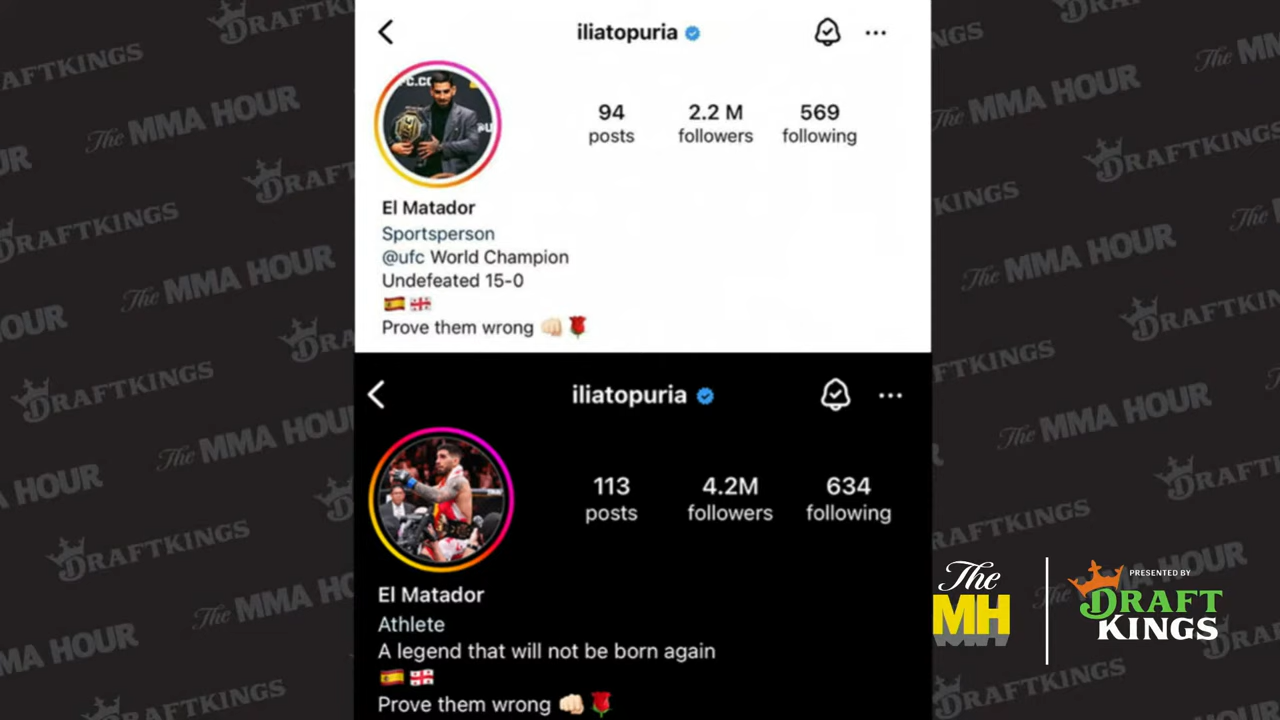 iliatopuria
94 2.2 M 569
posts followers following
El Matador
Sportsperson
@ufc World Champion
Undefeated 15-0
🇪🇸 🇬🇪
Prove them wrong 👊🏻🌹
iliatopuria
113 4.2M 634
posts followers following
El Matador
Athlete
A legend that will not be born again
🇪🇸 🇬🇪
Prove them wrong 👊🏻🌹
The
MH
PRESENTED BY
DRAFT
KINGS
The MMA HOUR
DRAFTKINGS